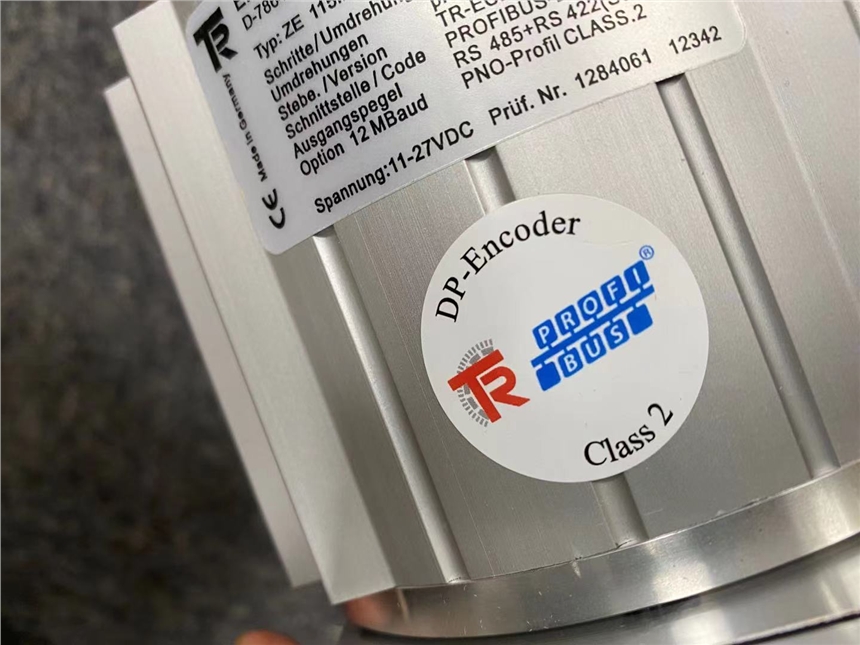 TR
Made in Germany
CE
D-786
Typ: ZE 115
Schritte/Umdrehung
Umdrehungen
Stebe./Version
Schnittstelle/Code
Ausgangspegel
Option 12 MBaud
PROFIBUS
RS 485+RS 422
PNO-Profil CLASS.2
Spannung:11-27VDC Prüf. Nr. 1284061 12342
DP-Encoder
PROFI®
BUS
TR
Class 2